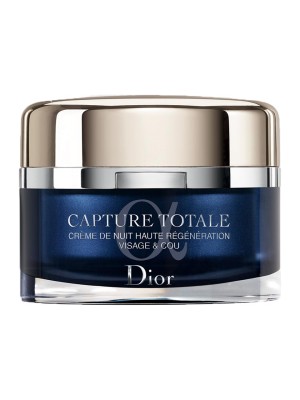 CAPTURE TOTALE
CRÈME DE NUIT HAUTE RÉGÉNÉRATION
VISAGE & COU
Dior